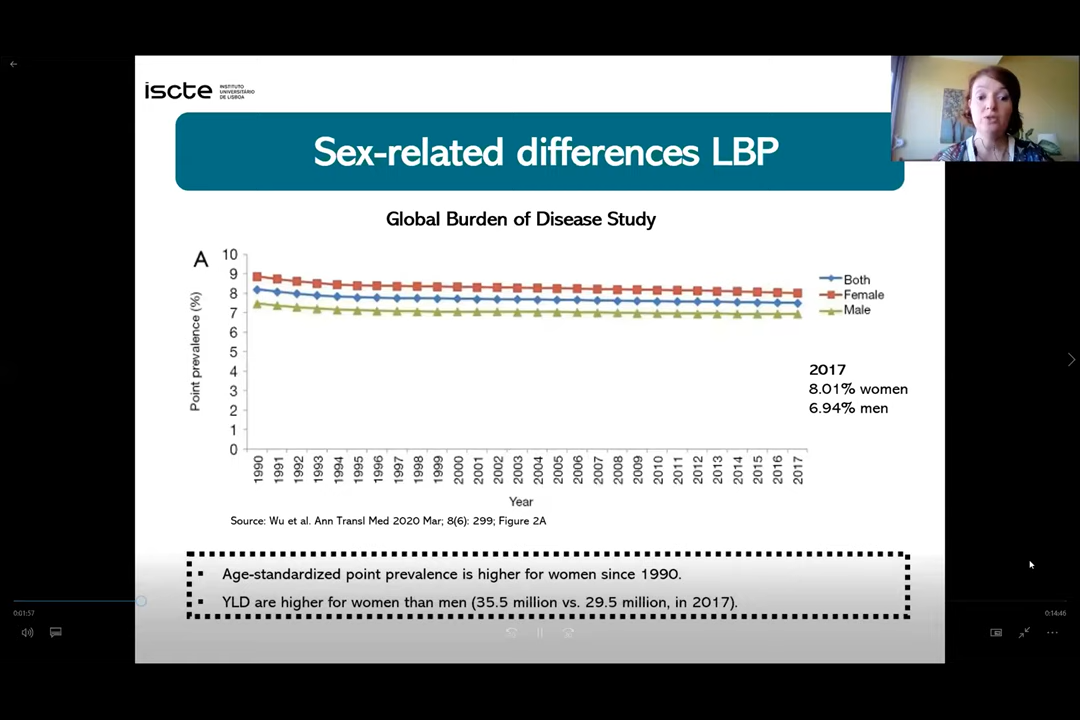 iscte INSTITUTO
UNIVERSITÁRIO
DE LISBOA
Sex-related differences LBP
Global Burden of Disease Study
A
10
9
8
7
6
5
4
3
2
1
0
Point prevalence (%)
Both
Female
Male
2017
8.01% women
6.94% men
1990 1991 1992 1993 1994 1995 1996 1997 1998 1999 2000 2001 2002 2003 2004 2005 2006 2007 2008 2009 2010 2011 2012 2013 2014 2015 2016 2017
Year
Source: Wu et al. Ann Transl Med 2020 Mar; 8(6): 299; Figure 2A
▪ Age-standardized point prevalence is higher for women since 1990.
▪ YLD are higher for women than men (35.5 million vs. 29.5 million, in 2017).
0:01:57
0:14:46